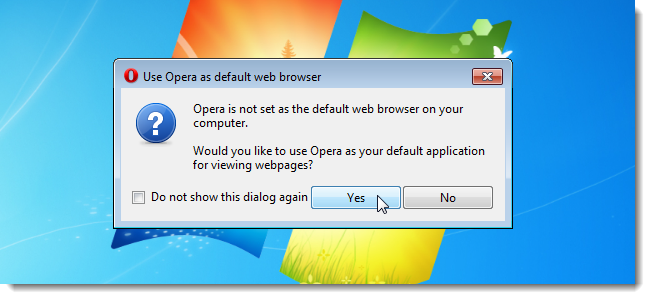 Use Opera as default web browser
Opera is not set as the default web browser on your
computer.
Would you like to use Opera as your default application
for viewing webpages?
Do not show this dialog again
Yes
No